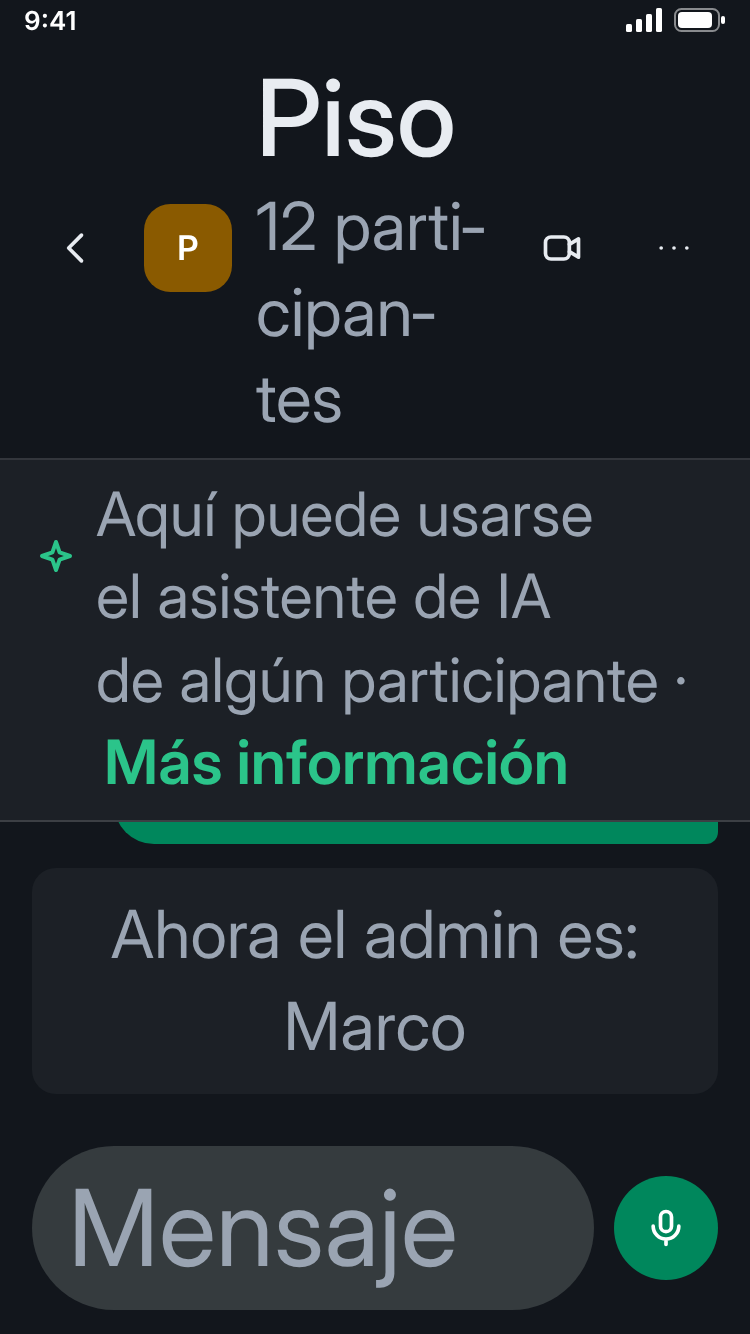 9:41
Piso
P
12 parti-
cipan-
tes
Aquí puede usarse
el asistente de IA
de algún participante ·
Más información
Ahora el admin es:
Marco
Mensaje